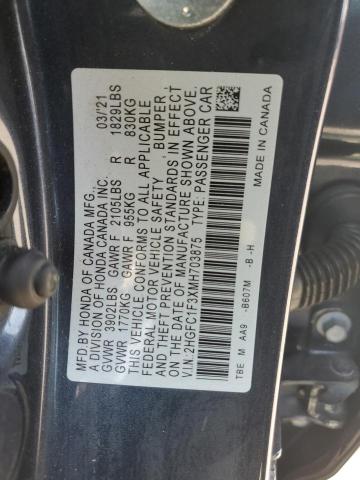 MFD.BY HONDA OF CANADA MFG. 03/21
A DIVISION OF HONDA CANADA INC.
GVWR 3902LBS GAWR F 2105LBS R 1829LBS
GVWR 1770KG GAWR F 955KG R 830KG
THIS VEHICLE CONFORMS TO ALL APPLICABLE
FEDERAL MOTOR VEHICLE SAFETY, BUMPER,
AND THEFT PREVENTION STANDARDS IN EFFECT
ON THE DATE OF MANUFACTURE SHOWN ABOVE.
V.I.N: 2HGFC1F3XMH703875 TYPE: PASSENGER CAR
MADE IN CANADA
TBE M AA9 -B607M -B -H